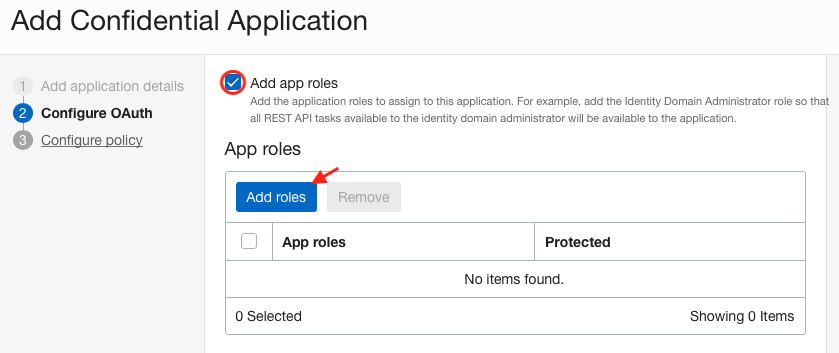 Add Confidential Application
1 Add application details
2 Configure OAuth
3 Configure policy
Add app roles
Add the application roles to assign to this application. For example, add the Identity Domain Administrator role so that
all REST API tasks available to the identity domain administrator will be available to the application.
App roles
Add roles Remove
App roles Protected
No items found.
0 Selected Showing 0 Items